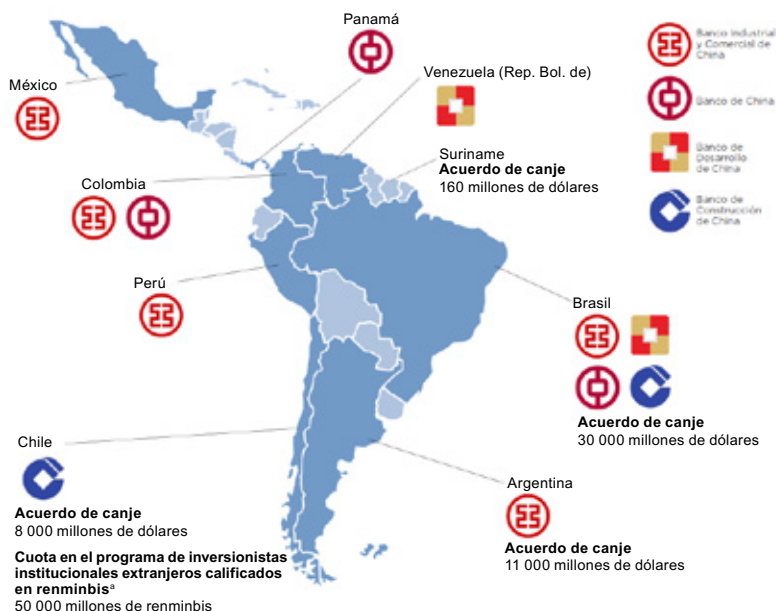 Panamá
México
Venezuela (Rep. Bol. de)
Suriname
Acuerdo de canje
160 millones de dólares
Colombia
Perú
Brasil
Acuerdo de canje
30 000 millones de dólares
Chile
Acuerdo de canje
8 000 millones de dólares
Cuota en el programa de inversionistas
institucionales extranjeros calificados
en renminbisᵃ
50 000 millones de renminbis
Argentina
Acuerdo de canje
11 000 millones de dólares
Banco Industrial
y Comercial de
China
Banco de China
Banco de
Desarrollo
de China
Banco de
Construcción
de China